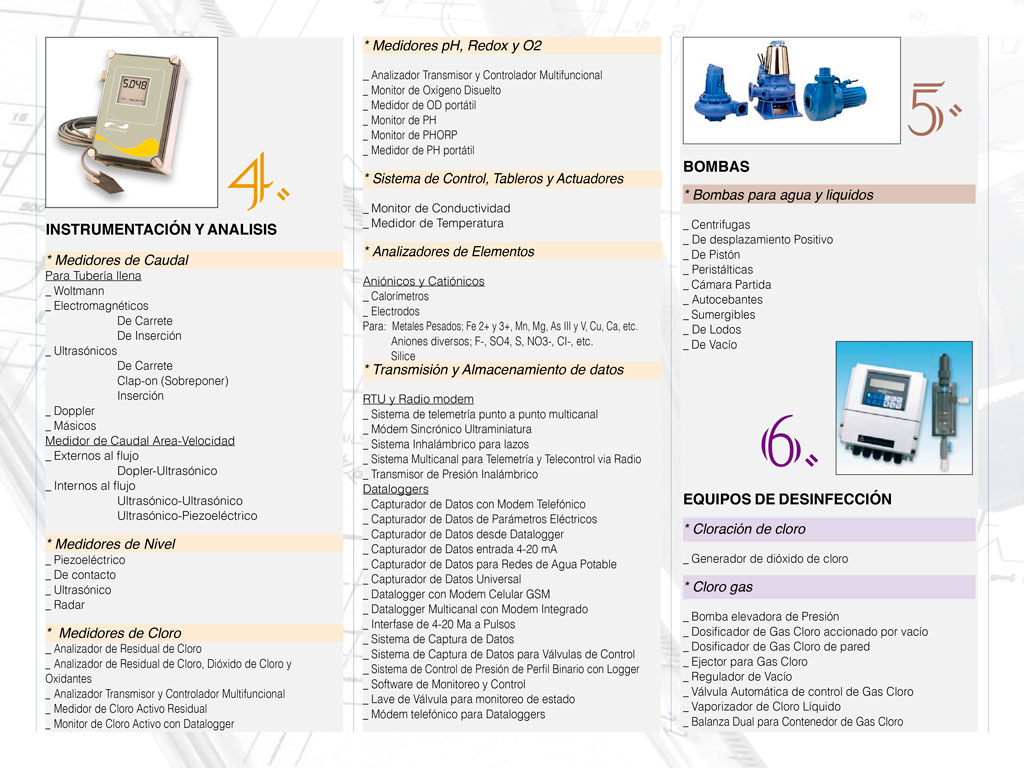 5.048
4
INSTRUMENTACIÓN Y ANALISIS
* Medidores de Caudal
Para Tubería llena
_ Woltmann
_ Electromagnéticos
De Carrete
De Inserción
_ Ultrasónicos
De Carrete
Clap-on (Sobreponer)
Inserción
_ Doppler
_ Másicos
Medidor de Caudal Area-Velocidad
_ Externos al flujo
Dopler-Ultrasónico
_ Internos al flujo
Ultrasónico-Ultrasónico
Ultrasónico-Piezoeléctrico
* Medidores de Nivel
_ Piezoeléctrico
_ De contacto
_ Ultrasónico
_ Radar
* Medidores de Cloro
_ Analizador de Residual de Cloro
_ Analizador de Residual de Cloro, Dióxido de Cloro y
Oxidantes
_ Analizador Transmisor y Controlador Multifuncional
_ Medidor de Cloro Activo Residual
_ Monitor de Cloro Activo con Datalogger
* Medidores pH, Redox y O2
_ Analizador Transmisor y Controlador Multifuncional
_ Monitor de Oxígeno Disuelto
_ Medidor de OD portátil
_ Monitor de PH
_ Monitor de PHORP
_ Medidor de PH portátil
* Sistema de Control, Tableros y Actuadores
_ Monitor de Conductividad
_ Medidor de Temperatura
* Analizadores de Elementos
Aniónicos y Catiónicos
_ Calorímetros
_ Electrodos
Para: Metales Pesados; Fe 2+ y 3+, Mn, Mg, As III y V, Cu, Ca, etc.
Aniones diversos; F-, SO4, S, NO3-, Cl-, etc.
Silice
* Transmisión y Almacenamiento de datos
RTU y Radio modem
_ Sistema de telemetría punto a punto multicanal
_ Módem Sincrónico Ultraminiatura
_ Sistema Inhalámbrico para lazos
_ Sistema Multicanal para Telemetría y Telecontrol via Radio
_ Transmisor de Presión Inalámbrico
Dataloggers
_ Capturador de Datos con Modem Telefónico
_ Capturador de Datos de Parámetros Eléctricos
_ Capturador de Datos desde Datalogger
_ Capturador de Datos entrada 4-20 mA
_ Capturador de Datos para Redes de Agua Potable
_ Capturador de Datos Universal
_ Datalogger con Modem Celular GSM
_ Datalogger Multicanal con Modem Integrado
_ Interfase de 4-20 Ma a Pulsos
_ Sistema de Captura de Datos
_ Sistema de Captura de Datos para Válvulas de Control
_ Sistema de Control de Presión de Perfil Binario con Logger
_ Software de Monitoreo y Control
_ Lave de Válvula para monitoreo de estado
_ Módem telefónico para Dataloggers
5
BOMBAS
* Bombas para agua y liquidos
_ Centrifugas
_ De desplazamiento Positivo
_ De Pistón
_ Peristálticas
_ Cámara Partida
_ Autocebantes
_ Sumergibles
_ De Lodos
_ De Vacío
6
EQUIPOS DE DESINFECCIÓN
* Cloración de cloro
_ Generador de dióxido de cloro
* Cloro gas
_ Bomba elevadora de Presión
_ Dosificador de Gas Cloro accionado por vacío
_ Dosificador de Gas Cloro de pared
_ Ejector para Gas Cloro
_ Regulador de Vacío
_ Válvula Automática de control de Gas Cloro
_ Vaporizador de Cloro Líquido
_ Balanza Dual para Contenedor de Gas Cloro